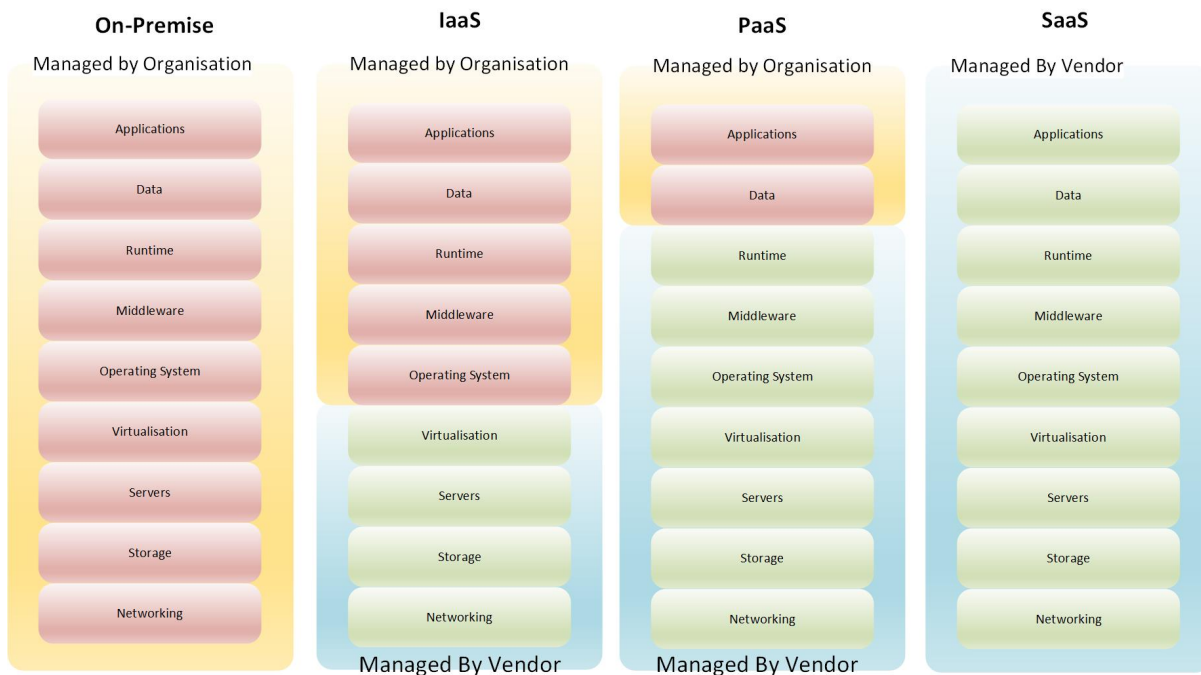 On-Premise
Managed by Organisation
Applications
Data
Runtime
Middleware
Operating System
Virtualisation
Servers
Storage
Networking
IaaS
Managed by Organisation
Applications
Data
Runtime
Middleware
Operating System
Virtualisation
Servers
Storage
Networking
Managed By Vendor
PaaS
Managed by Organisation
Applications
Data
Runtime
Middleware
Operating System
Virtualisation
Servers
Storage
Networking
Managed By Vendor
SaaS
Managed By Vendor
Applications
Data
Runtime
Middleware
Operating System
Virtualisation
Servers
Storage
Networking